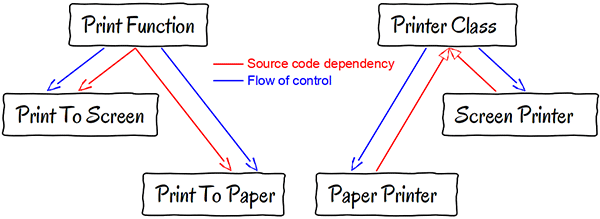 Print Function
Printer Class
Source code dependency
Flow of control
Print To Screen
Screen Printer
Print To Paper
Paper Printer